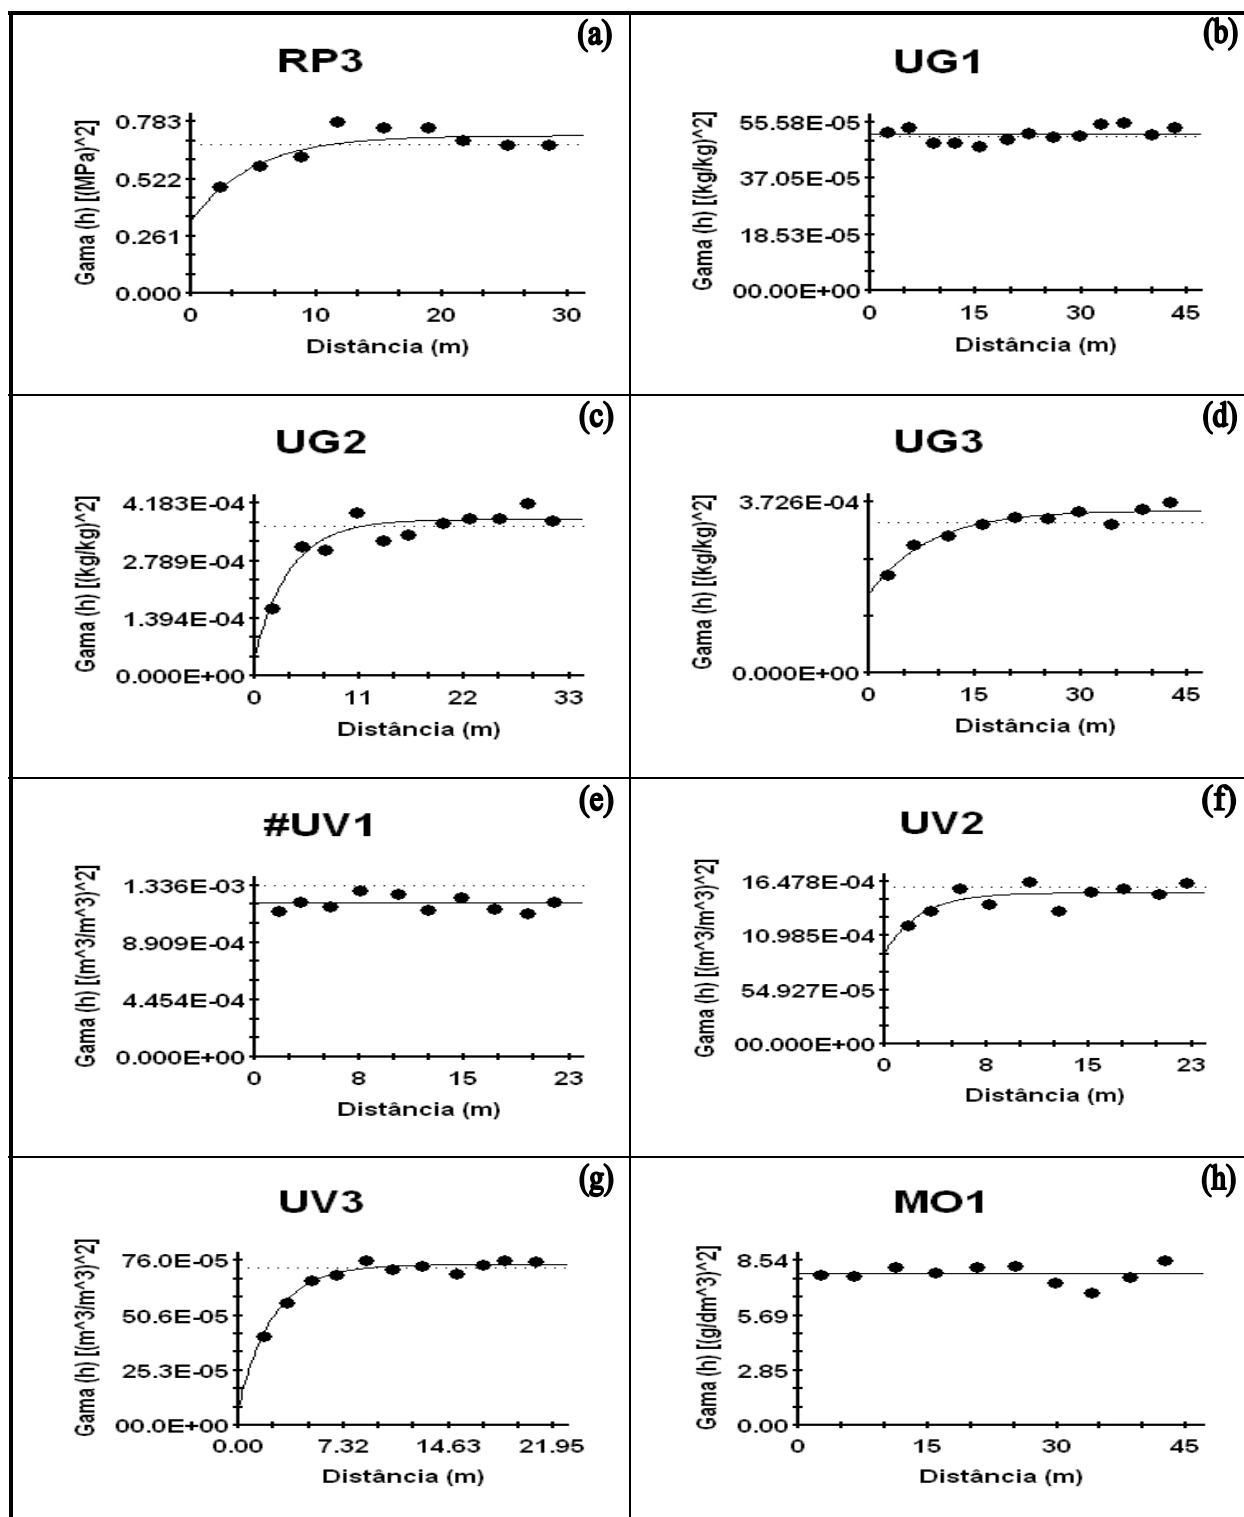 (a)
RP3
Gama (h) [(MPa)^2]
0.783
0.522
0.261
0.000
0 10 20 30
Distância (m)
(b)
UG1
Gama (h) [(kg/kg)^2]
55.58E-05
37.05E-05
18.53E-05
00.00E+00
0 15 30 45
Distância (m)
(c)
UG2
Gama (h) [(kg/kg)^2]
4.183E-04
2.789E-04
1.394E-04
0.000E+00
0 11 22 33
Distância (m)
(d)
UG3
Gama (h) [(kg/kg)^2]
3.726E-04
0.000
0 15 30 45
Distância (m)
(e)
#UV1
Gama (h) [(m^3/m^3)^2]
1.336E-03
8.909E-04
4.454E-04
0.000E+00
0 8 15 23
Distância (m)
(f)
UV2
Gama (h) [(m^3/m^3)^2]
16.478E-04
10.985E-04
54.927E-05
00.000E+00
0 8 15 23
Distância (m)
(g)
UV3
Gama (h) [(m^3/m^3)^2]
76.0E-05
50.6E-05
25.3E-05
00.0E+00
0.00 7.32 14.63 21.95
Distância (m)
(h)
MO1
Gama (h) [(g/dm^3)^2]
8.54
5.69
2.85
0.00
0 15 30 45
Distância (m)